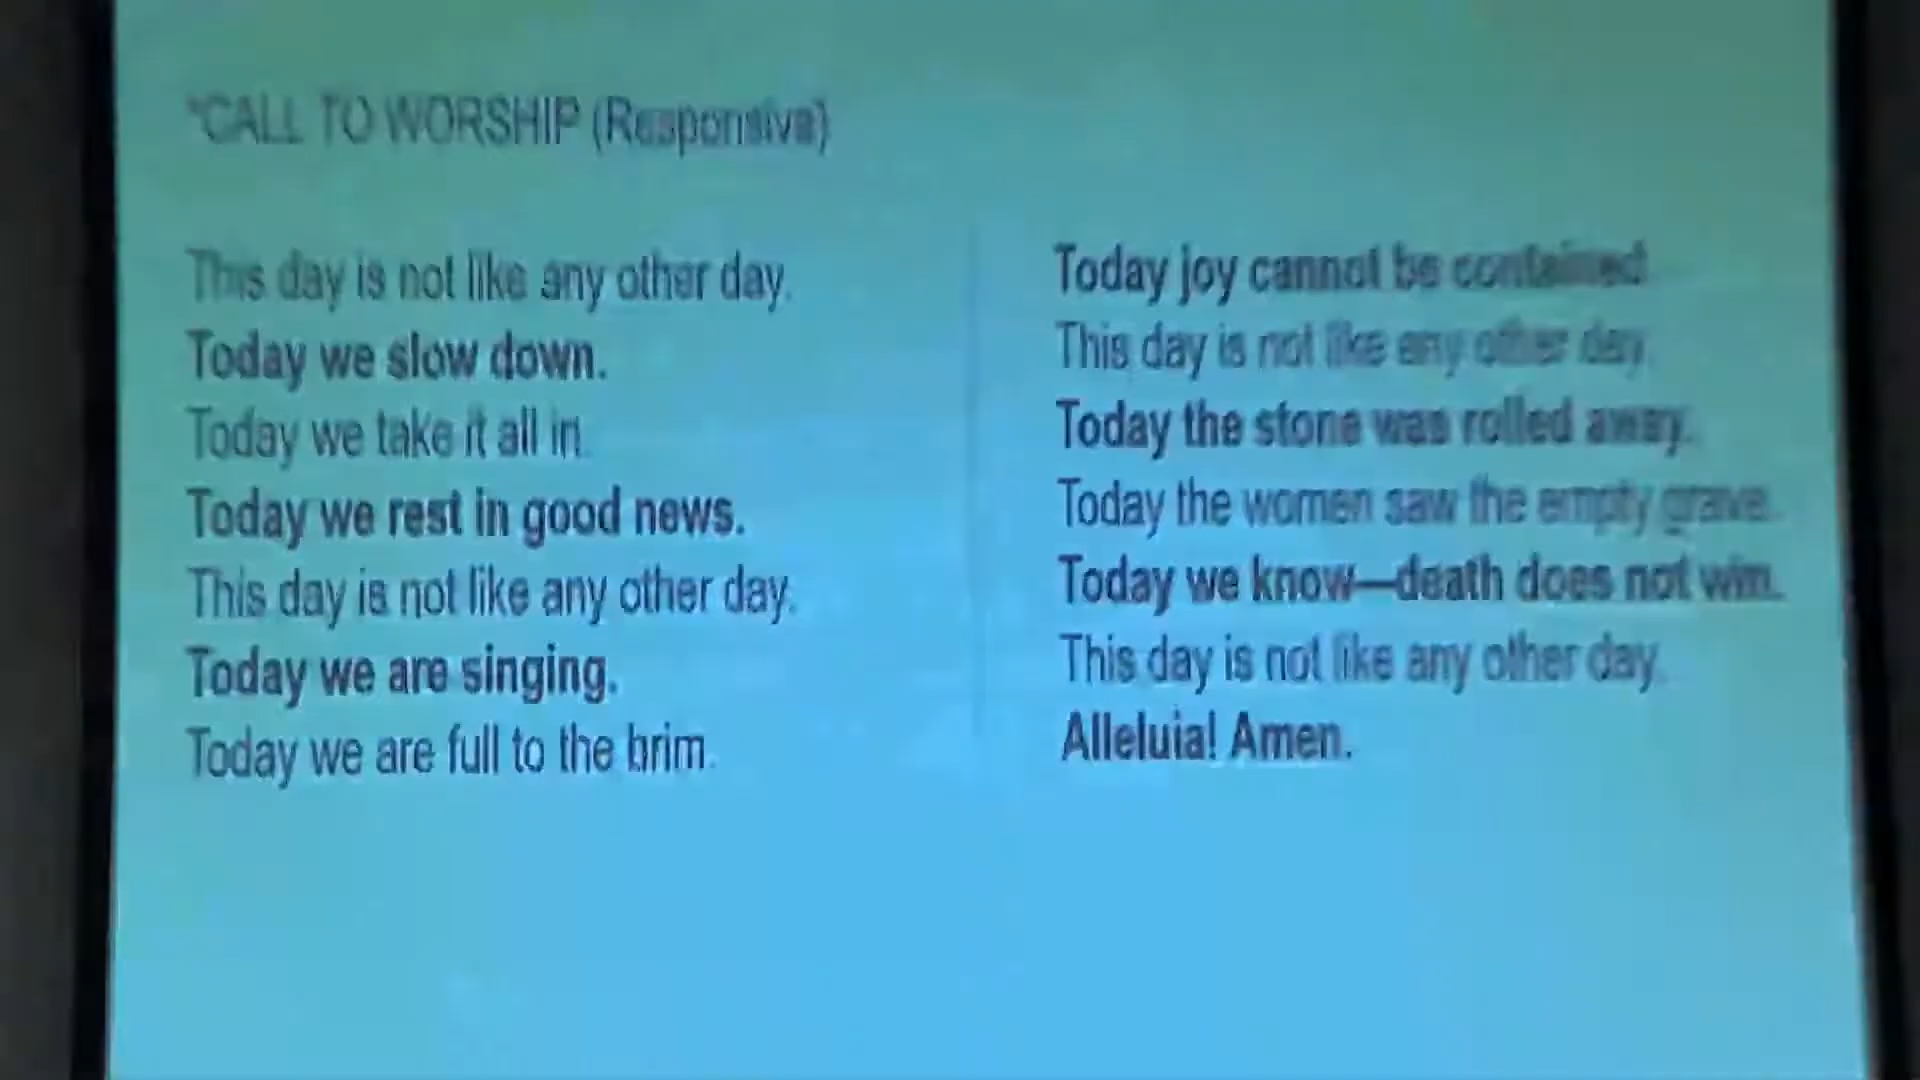 *CALL TO WORSHIP (Responsive)
This day is not like any other day.
Today we slow down.
Today we take it all in.
Today we rest in good news.
This day is not like any other day.
Today we are singing.
Today we are full to the brim.
Today joy cannot be contained.
This day is not like any other day.
Today the stone was rolled away.
Today the women saw the empty grave.
Today we know—death does not win.
This day is not like any other day.
Alleluia! Amen.